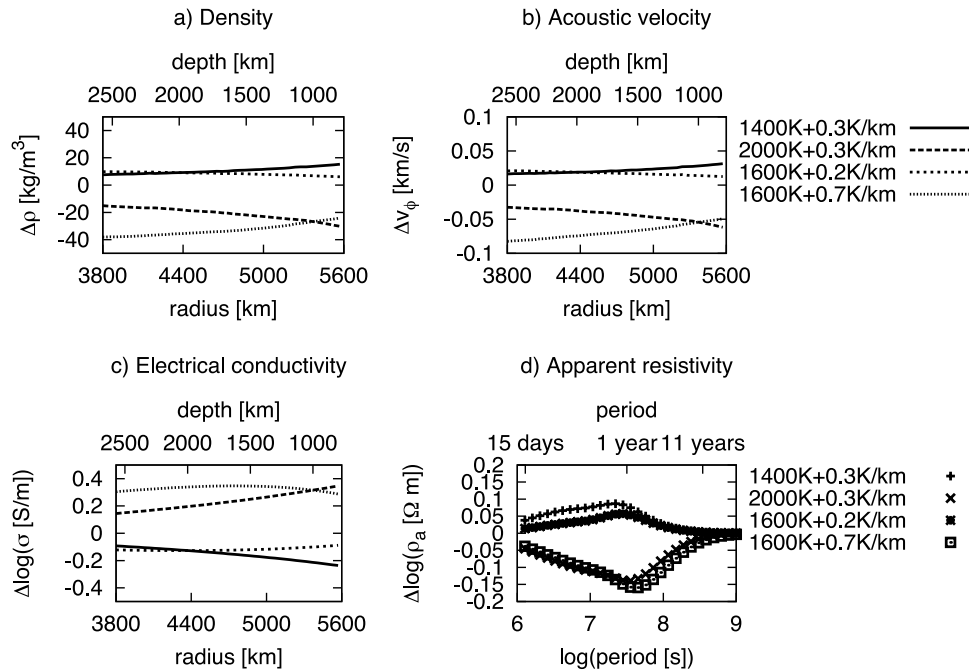 a) Density
b) Acoustic velocity
depth [km]
depth [km]
2500 2000 1500 1000
2500 2000 1500 1000
40
20
0
-20
-40
Δρ [kg/m³]
3800 4400 5000 5600
radius [km]
0.1
0.05
0
-0.05
-0.1
Δv_ϕ [km/s]
3800 4400 5000 5600
radius [km]
1400K+0.3K/km
2000K+0.3K/km
1600K+0.2K/km
1600K+0.7K/km
c) Electrical conductivity
d) Apparent resistivity
depth [km]
period
2500 2000 1500 1000
15 days 1 year 11 years
0.4
0.2
0
-0.2
-0.4
Δlog(σ [S/m])
3800 4400 5000 5600
radius [km]
0.2
0.15
0.1
0.05
0
-0.05
-0.1
-0.15
-0.2
Δlog(ρ_a [Ω m)
6 7 8 9
log(period [s])
1400K+0.3K/km
2000K+0.3K/km
1600K+0.2K/km
1600K+0.7K/km